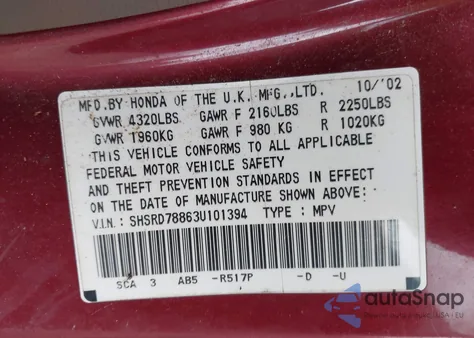 MFD.BY HONDA OF THE U.K. MFG.,LTD. 10/'02
GVWR 4320LBS GAWR F 2160LBS R 2250LBS
GVWR 1960KG GAWR F 980 KG R 1020KG
THIS VEHICLE CONFORMS TO ALL APPLICABLE
FEDERAL MOTOR VEHICLE SAFETY
AND THEFT PREVENTION STANDARDS IN EFFECT
ON THE DATE OF MANUFACTURE SHOWN ABOVE.
V.I.N.: SHSRD78863U101394 TYPE: MPV
SCA 3 AB5 -R517P -D -U
autoSnap